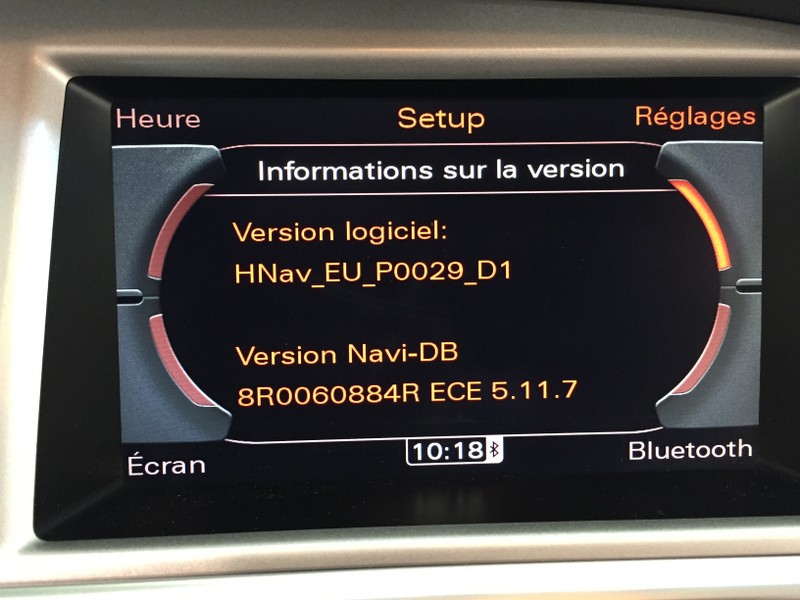 Heure Setup Réglages
Informations sur la version
Version logiciel:
HNav_EU_P0029_D1
Version Navi-DB
8R0060884R ECE 5.11.7
Écran 10:18 Bluetooth